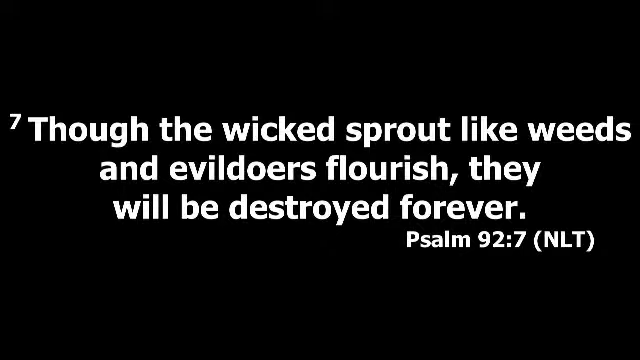 7 Though the wicked sprout like weeds
and evildoers flourish, they
will be destroyed forever.
Psalm 92:7 (NLT)